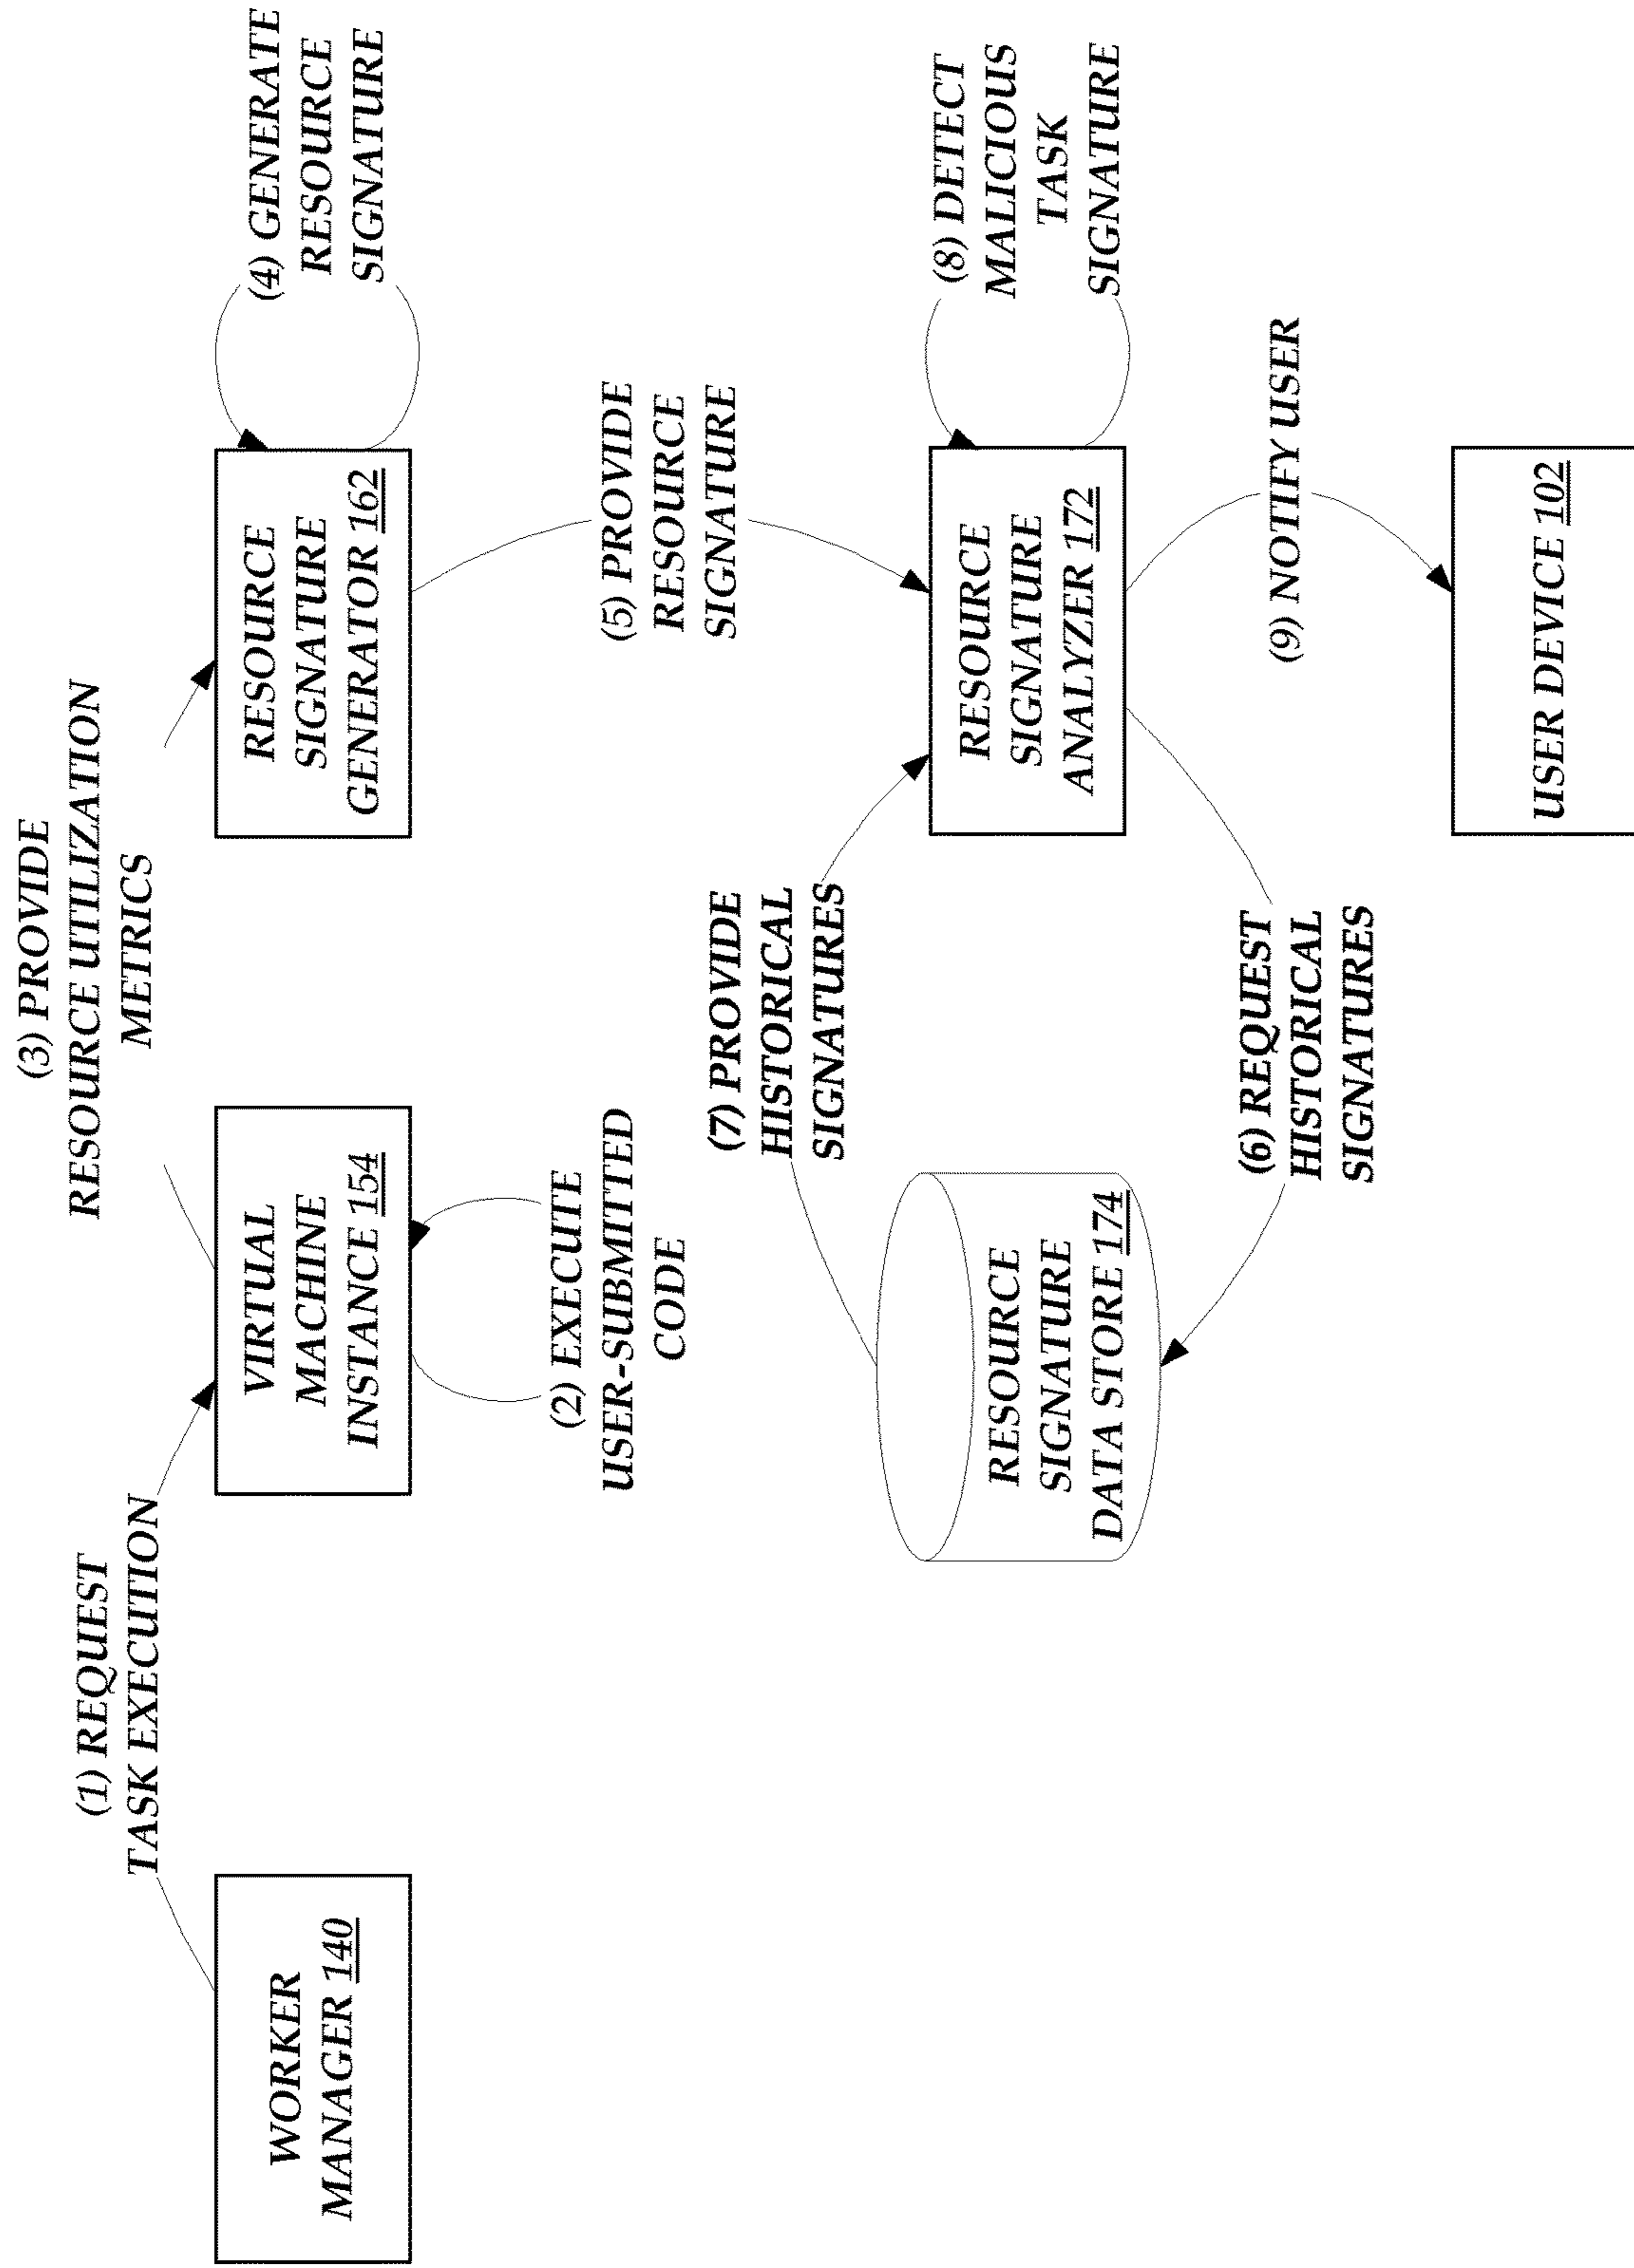 (1) REQUEST
TASK EXECUTION
(3) PROVIDE
RESOURCE UTILIZATION
METRICS
WORKER
MANAGER 140
VIRTUAL
MACHINE
INSTANCE 154
RESOURCE
SIGNATURE
GENERATOR 162
(4) GENERATE
RESOURCE
SIGNATURE
(2) EXECUTE
USER-SUBMITTED
CODE
(5) PROVIDE
RESOURCE
SIGNATURE
(7) PROVIDE
HISTORICAL
SIGNATURES
RESOURCE
SIGNATURE
DATA STORE 174
RESOURCE
SIGNATURE
ANALYZER 172
(8) DETECT
MALICIOUS
TASK
SIGNATURE
(6) REQUEST
HISTORICAL
SIGNATURES
(9) NOTIFY USER
USER DEVICE 102